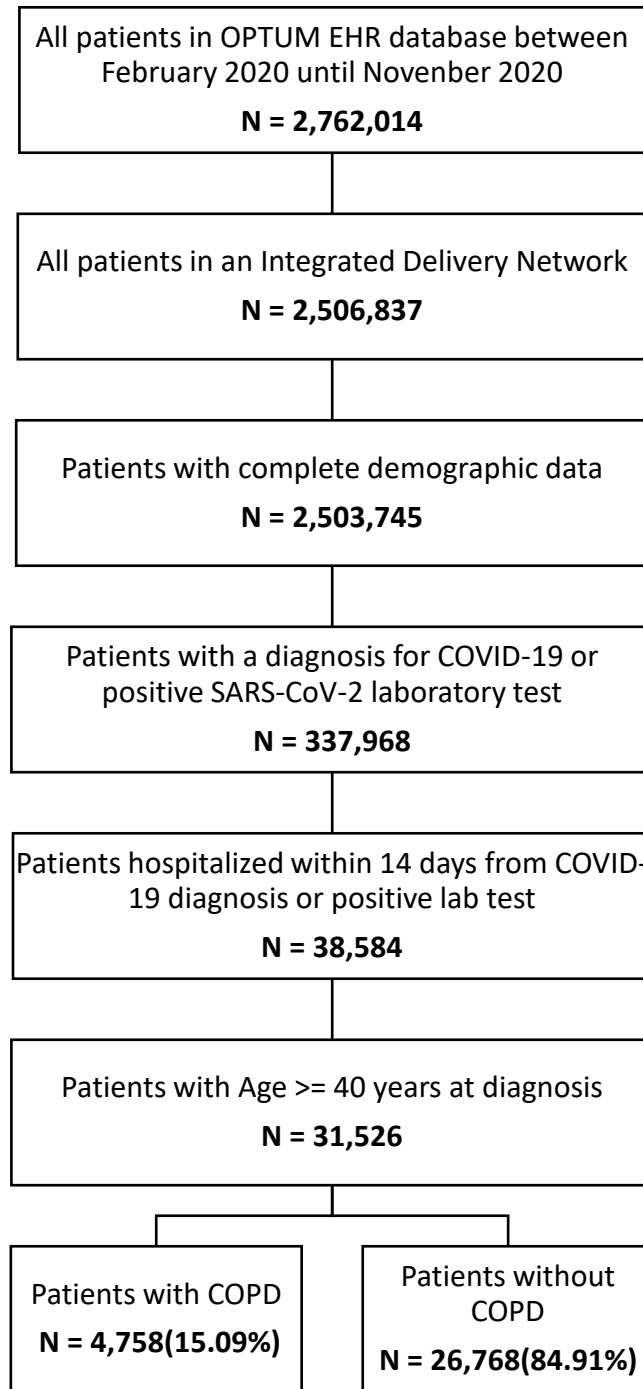 All patients in OPTUM EHR database between
February 2020 until Novenber 2020
N = 2,762,014
All patients in an Integrated Delivery Network
N = 2,506,837
Patients with complete demographic data
N = 2,503,745
Patients with a diagnosis for COVID-19 or
positive SARS-CoV-2 laboratory test
N = 337,968
Patients hospitalized within 14 days from COVID-
19 diagnosis or positive lab test
N = 38,584
Patients with Age >= 40 years at diagnosis
N = 31,526
Patients with COPD
N = 4,758(15.09%)
Patients without
COPD
N = 26,768(84.91%)